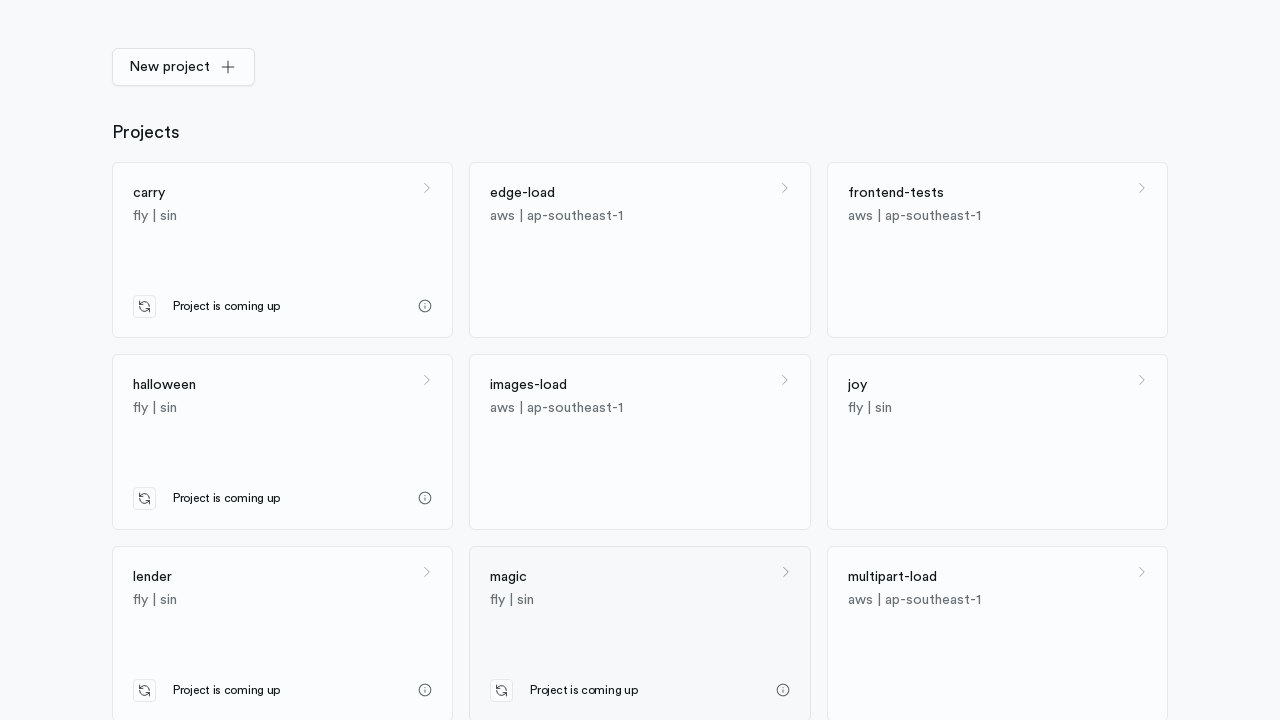 New project
Projects
carry
fly | sin
Project is coming up
edge-load
aws | ap-southeast-1
frontend-tests
aws | ap-southeast-1
halloween
fly | sin
Project is coming up
images-load
aws | ap-southeast-1
joy
fly | sin
lender
fly | sin
Project is coming up
magic
fly | sin
Project is coming up
multipart-load
aws | ap-southeast-1